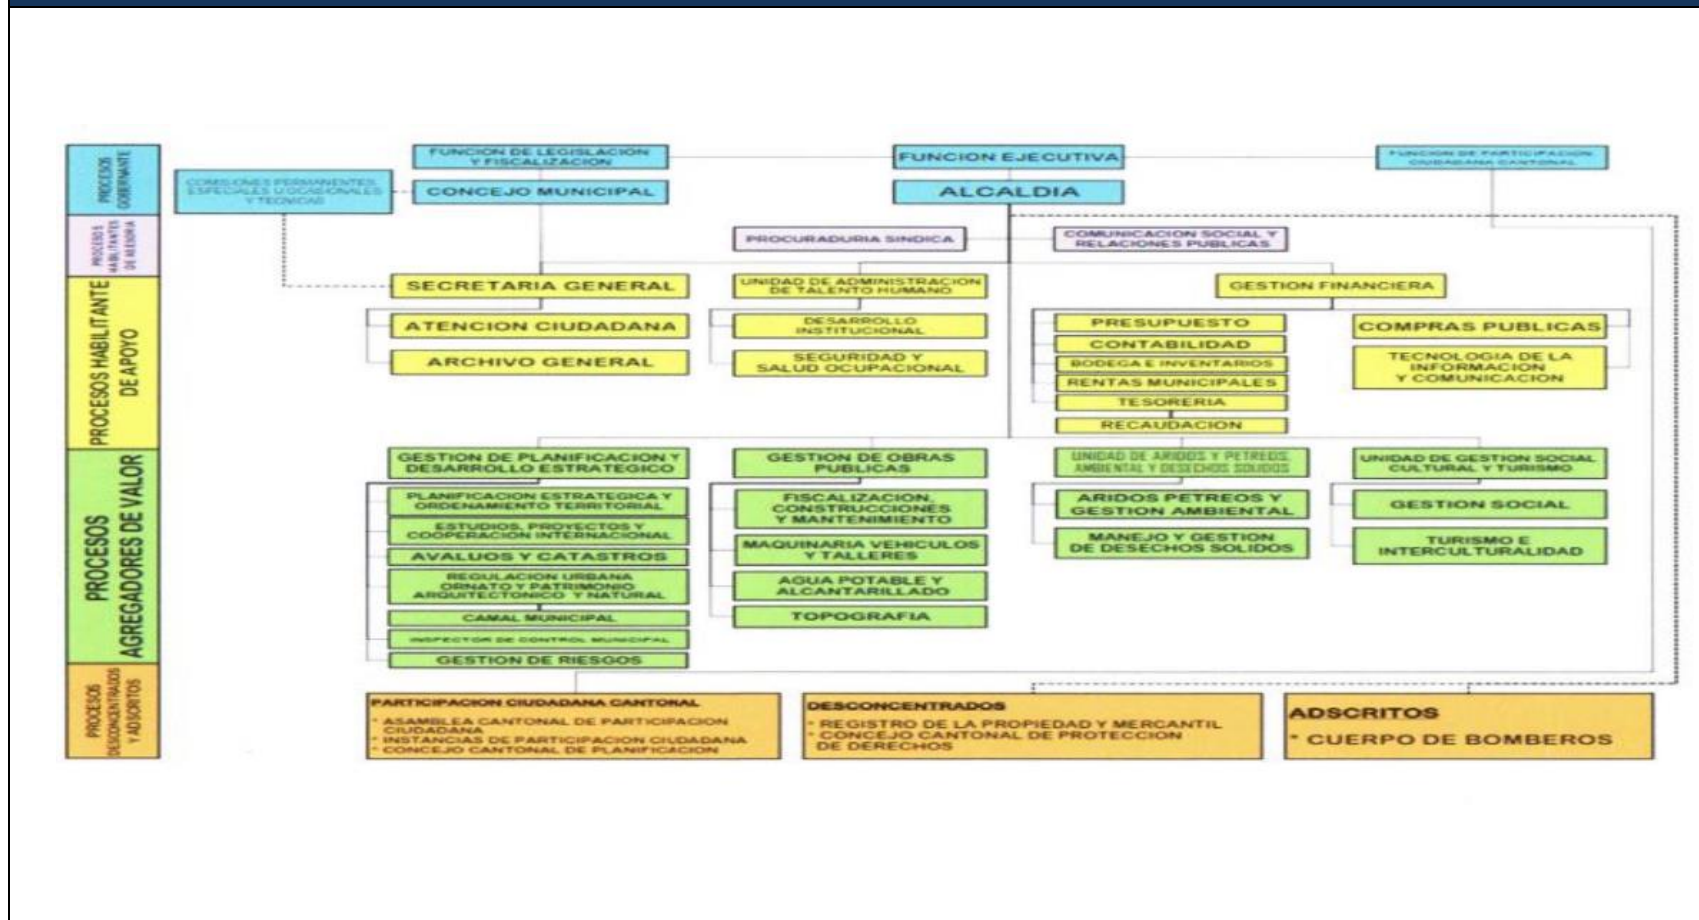 PROCESOS
GOBERNANTE
FUNCION DE LEGISLACION
Y FISCALIZACION
FUNCION EJECUTIVA
FUNCION DE PARTICIPACION
CIUDADANA CANTONAL
COMISIONES PERMANENTES,
ESPECIALES U OCASIONALES
Y TECNICAS
CONCEJO MUNICIPAL
ALCALDIA
PROCESOS
HABILITANTES
DE ASESORIA
PROCURADURIA SINDICA
COMUNICACION SOCIAL Y
RELACIONES PUBLICAS
PROCESOS HABILITANTE
DE APOYO
SECRETARIA GENERAL
ATENCION CIUDADANA
ARCHIVO GENERAL
UNIDAD DE ADMINISTRACION
DE TALENTO HUMANO
DESARROLLO
INSTITUCIONAL
SEGURIDAD Y
SALUD OCUPACIONAL
GESTION FINANCIERA
PRESUPUESTO
CONTABILIDAD
BODEGA E INVENTARIOS
RENTAS MUNICIPALES
TESORERIA
RECAUDACION
COMPRAS PUBLICAS
TECNOLOGIA DE LA
INFORMACION
Y COMUNICACION
PROCESOS
AGREGADORES DE VALOR
GESTION DE PLANIFICACION Y
DESARROLLO ESTRATEGICO
PLANIFICACION ESTRATEGICA Y
ORDENAMIENTO TERRITORIAL
ESTUDIOS, PROYECTOS Y
COOPERACION INTERNACIONAL
AVALUOS Y CATASTROS
REGULACION URBANA
ORNATO Y PATRIMONIO
ARQUITECTONICO Y NATURAL
CAMAL MUNICIPAL
INSPECTOR DE CONTROL MUNICIPAL
GESTION DE RIESGOS
GESTION DE OBRAS
PUBLICAS
FISCALIZACION,
CONSTRUCCIONES
Y MANTENIMIENTO
MAQUINARIA VEHICULOS
Y TALLERES
AGUA POTABLE Y
ALCANTARILLADO
TOPOGRAFIA
UNIDAD DE ARIDOS Y PETREOS,
AMBIENTAL Y DESECHOS SOLIDOS
ARIDOS PETREOS Y
GESTION AMBIENTAL
MANEJO Y GESTION
DE DESECHOS SOLIDOS
UNIDAD DE GESTION SOCIAL
CULTURAL Y TURISMO
GESTION SOCIAL
TURISMO E
INTERCULTURALIDAD
PROCESOS
DESCONCENTRADOS
Y ADSCRITOS
PARTICIPACION CIUDADANA CANTONAL
* ASAMBLEA CANTONAL DE PARTICIPACION
CIUDADANA
* INSTANCIAS DE PARTICIPACION CIUDADANA
* CONCEJO CANTONAL DE PLANIFICACION
DESCONCENTRADOS
* REGISTRO DE LA PROPIEDAD Y MERCANTIL
* CONCEJO CANTONAL DE PROTECCION
DE DERECHOS
ADSCRITOS
* CUERPO DE BOMBEROS